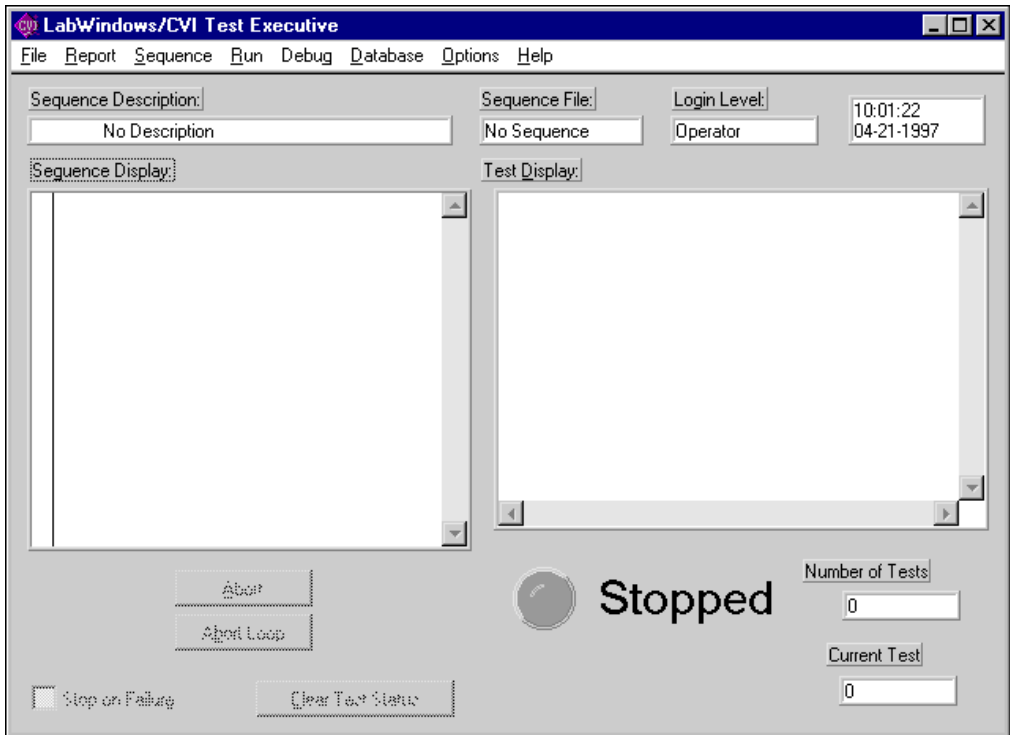 CVI LabWindows/CVI Test Executive
File Report Sequence Run Debug Database Options Help
Sequence Description: Sequence File: Login Level:
No Description No Sequence Operator
10:01:22
04-21-1997
Sequence Display: Test Display:
Abort
Abort Loop
Stop on Failure Clear Test Status
Stopped
Number of Tests
0
Current Test
0